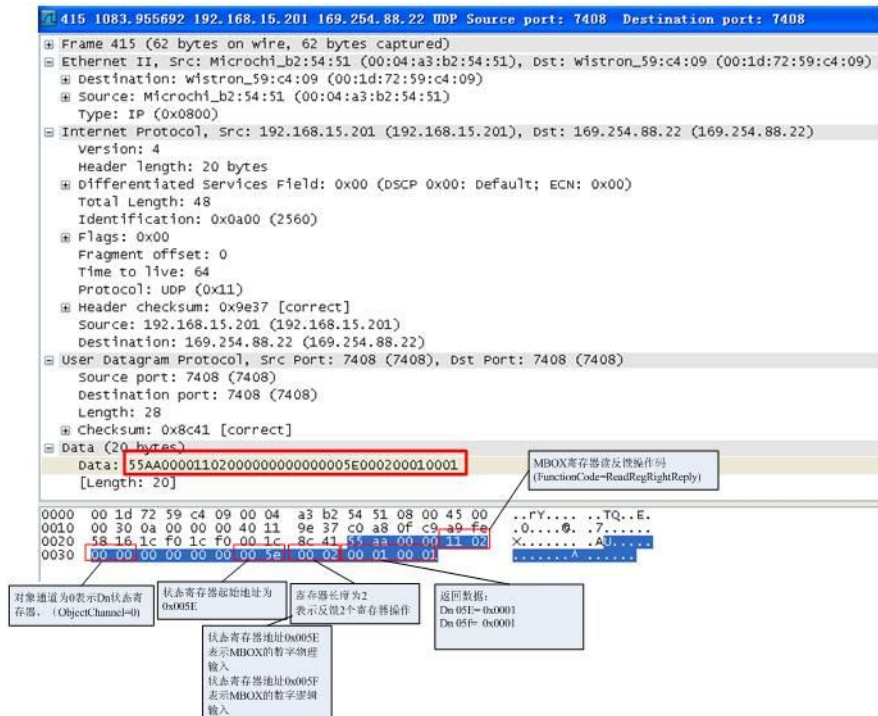 415 1083.955692 192.168.15.201 169.254.88.22 UDP Source port: 7408 Destination port: 7408
Frame 415 (62 bytes on wire, 62 bytes captured)
Ethernet II, Src: Microchi_b2:54:51 (00:04:a3:b2:54:51), Dst: Wistron_59:c4:09 (00:1d:72:59:c4:09)
Destination: Wistron_59:c4:09 (00:1d:72:59:c4:09)
Source: Microchi_b2:54:51 (00:04:a3:b2:54:51)
Type: IP (0x0800)
Internet Protocol, Src: 192.168.15.201 (192.168.15.201), Dst: 169.254.88.22 (169.254.88.22)
Version: 4
Header length: 20 bytes
Differentiated Services Field: 0x00 (DSCP 0x00: Default; ECN: 0x00)
Total Length: 48
Identification: 0x0a00 (2560)
Flags: 0x00
Fragment offset: 0
Time to live: 64
Protocol: UDP (0x11)
Header checksum: 0x9e37 [correct]
Source: 192.168.15.201 (192.168.15.201)
Destination: 169.254.88.22 (169.254.88.22)
User Datagram Protocol, Src Port: 7408 (7408), Dst Port: 7408 (7408)
Source port: 7408 (7408)
Destination port: 7408 (7408)
Length: 28
Checksum: 0x8c41 [correct]
Data (20 bytes)
Data: 55AA00001102000000000000005E000200010001
[Length: 20]
MBOX寄存器读反馈操作码
(FunctionCode=ReadRegRightReply)
0000 00 1d 72 59 c4 09 00 04 a3 b2 54 51 08 00 45 00 ..rY.... ..TQ..E.
0010 00 30 0a 00 00 00 40 11 9e 37 c0 a8 0f c9 a9 fe .0....@. .7......
0020 58 16 1c f0 1c f0 00 1c 8c 41 55 aa 00 00 11 02 X....... .AU.....
0030 00 00 00 00 00 00 00 5e 00 02 00 01 00 01 .......^ ......
对象通道为0表示Dn状态寄
存器，（ObjectChannel=0）
状态寄存器起始地址为
0x005E
寄存器长度为2
表示反馈2个寄存器操作
返回数据:
Dn 05E= 0x0001
Dn 05f= 0x0001
状态寄存器地址0x005E
表示MBOX的数字物理
输入
状态寄存器地址0x005F
表示MBOX的数字逻辑
输入